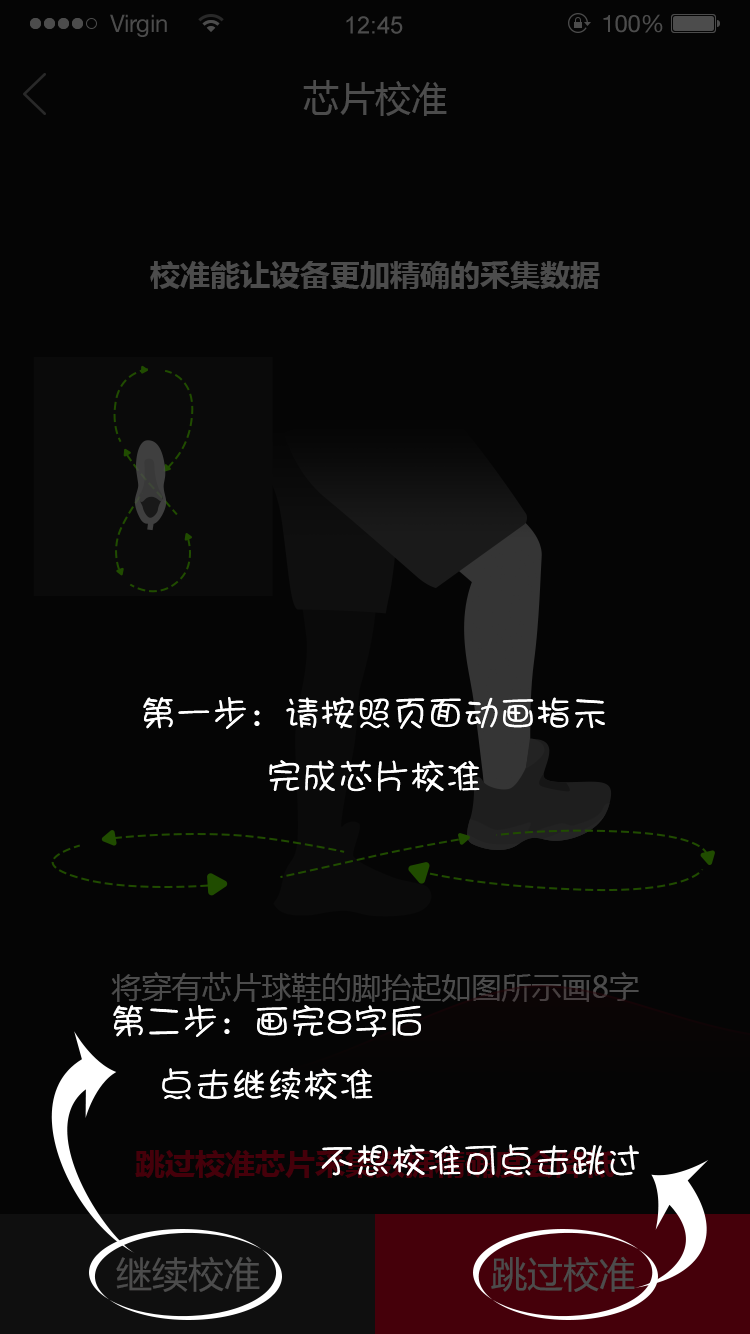 Virgin 12:45 100%
芯片校准
校准能让设备更加精确的采集数据
第一步：请按照页面动画指示
完成芯片校准
将穿有芯片球鞋的脚抬起如图所示画8字
第二步：画完8字后
点击继续校准
不想校准可点击跳过
跳过校准芯片采集数据
继续校准
跳过校准